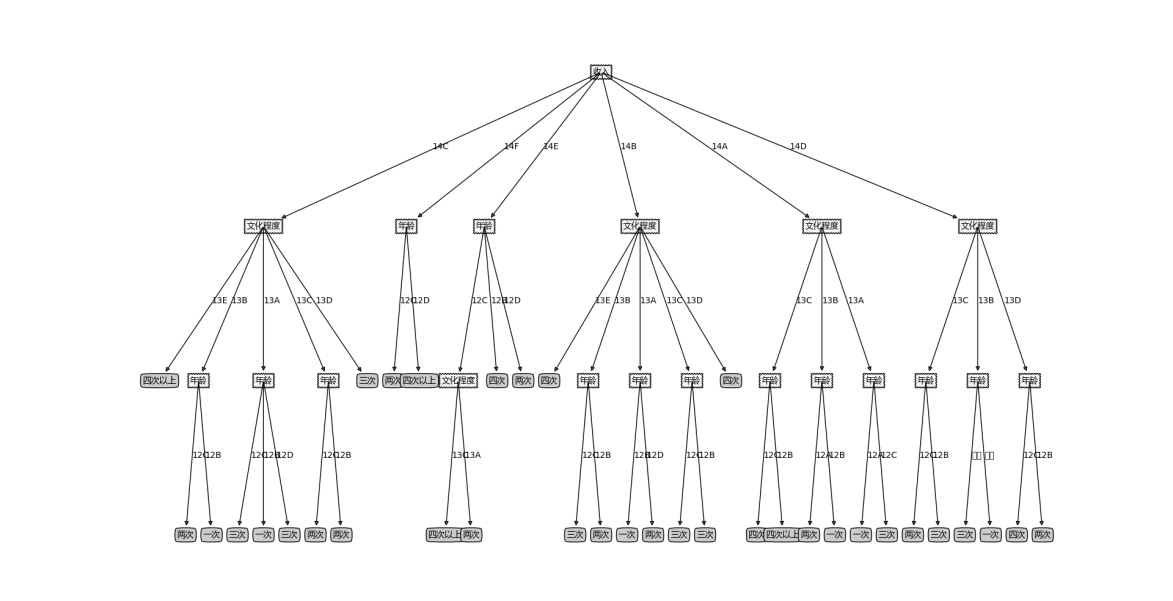 收入
14C 14F 14E 14B 14A 14D
文化程度 年龄 年龄 文化程度 文化程度 文化程度
13E 13B 13A 13C 13D 12C 12D 12C 12B 12D 13E 13B 13A 13C 13D 13C 13B 13A 13C 13B 13D
四次以上 年龄 年龄 年龄 三次 两次 四次以上 文化程度 四次 两次 四次 年龄 年龄 年龄 四次 年龄 年龄 年龄 年龄 年龄 年龄
12C 12B 12C 12B 12D 12C 12B 13C 13A 12C 12B 12B 12D 12C 12B 12C 12B 12A 12B 12A 12C 12C 12B 12C 12B
两次 一次 三次 一次 三次 两次 两次 四次以上 两次 三次 两次 一次 两次 三次 三次 四次 四次以上 两次 一次 一次 三次 两次 三次 三次 一次 四次 两次